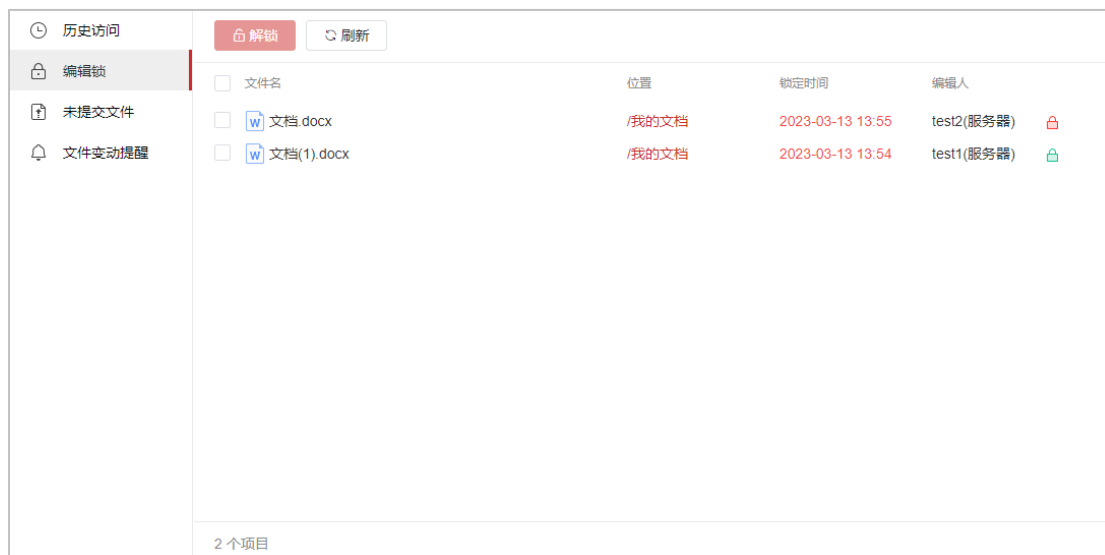 历史访问
编辑锁
未提交文件
文件变动提醒
解锁 刷新
文件名 位置 锁定时间 编辑人
W 文档.docx /我的文档 2023-03-13 13:55 test2(服务器)
W 文档(1).docx /我的文档 2023-03-13 13:54 test1(服务器)
2 个项目